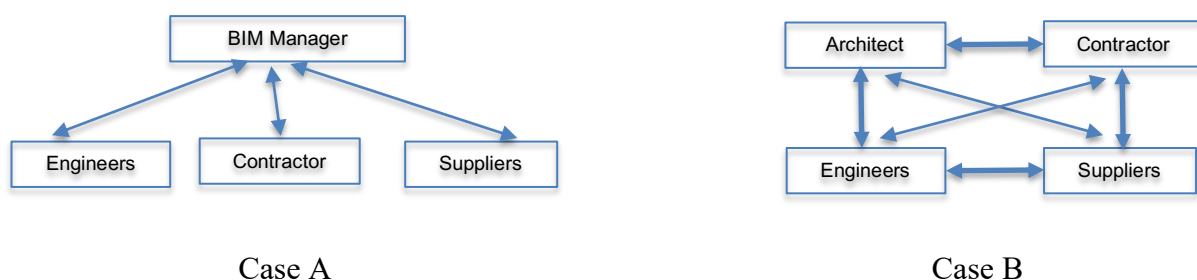 BIM Manager
Engineers
Contractor
Suppliers
Case A
Architect
Contractor
Engineers
Suppliers
Case B